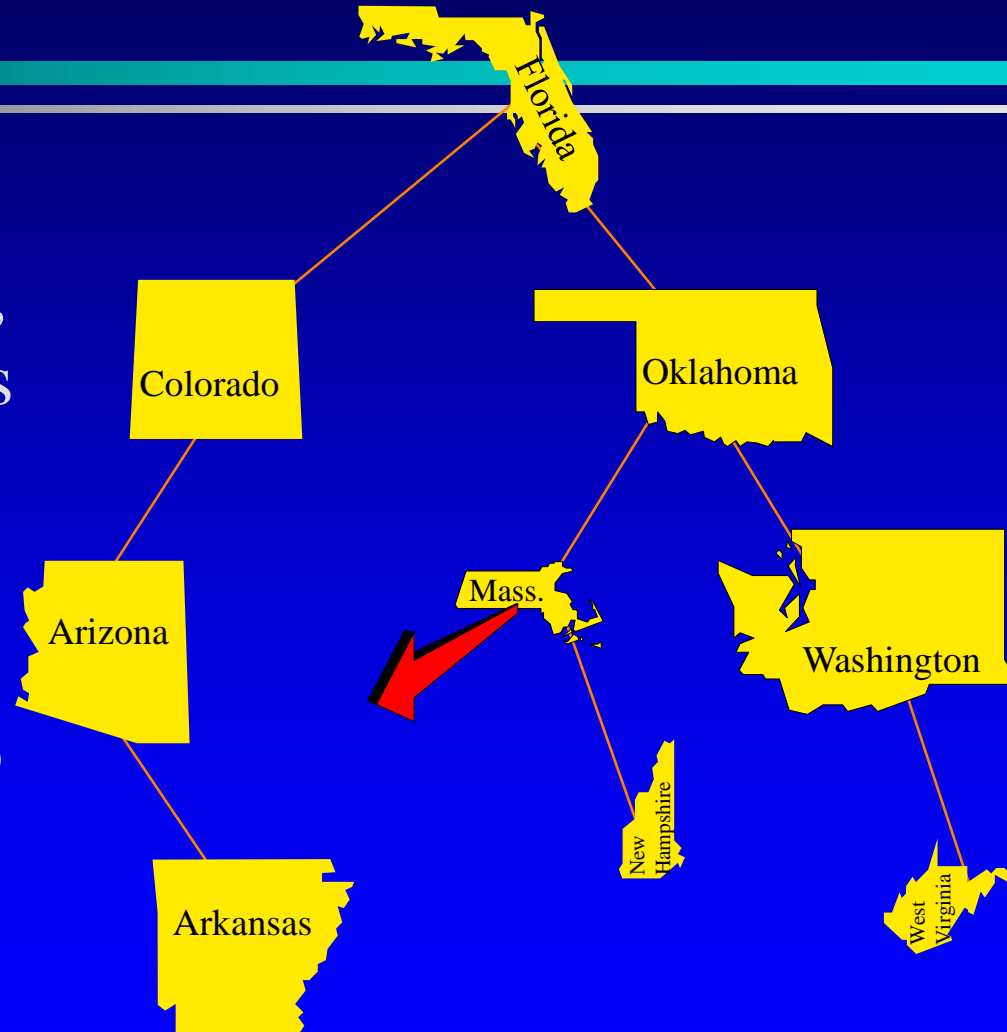 Florida
Colorado
Oklahoma
Arizona
Mass.
Washington
New
Hampshire
Arkansas
West
Virginia